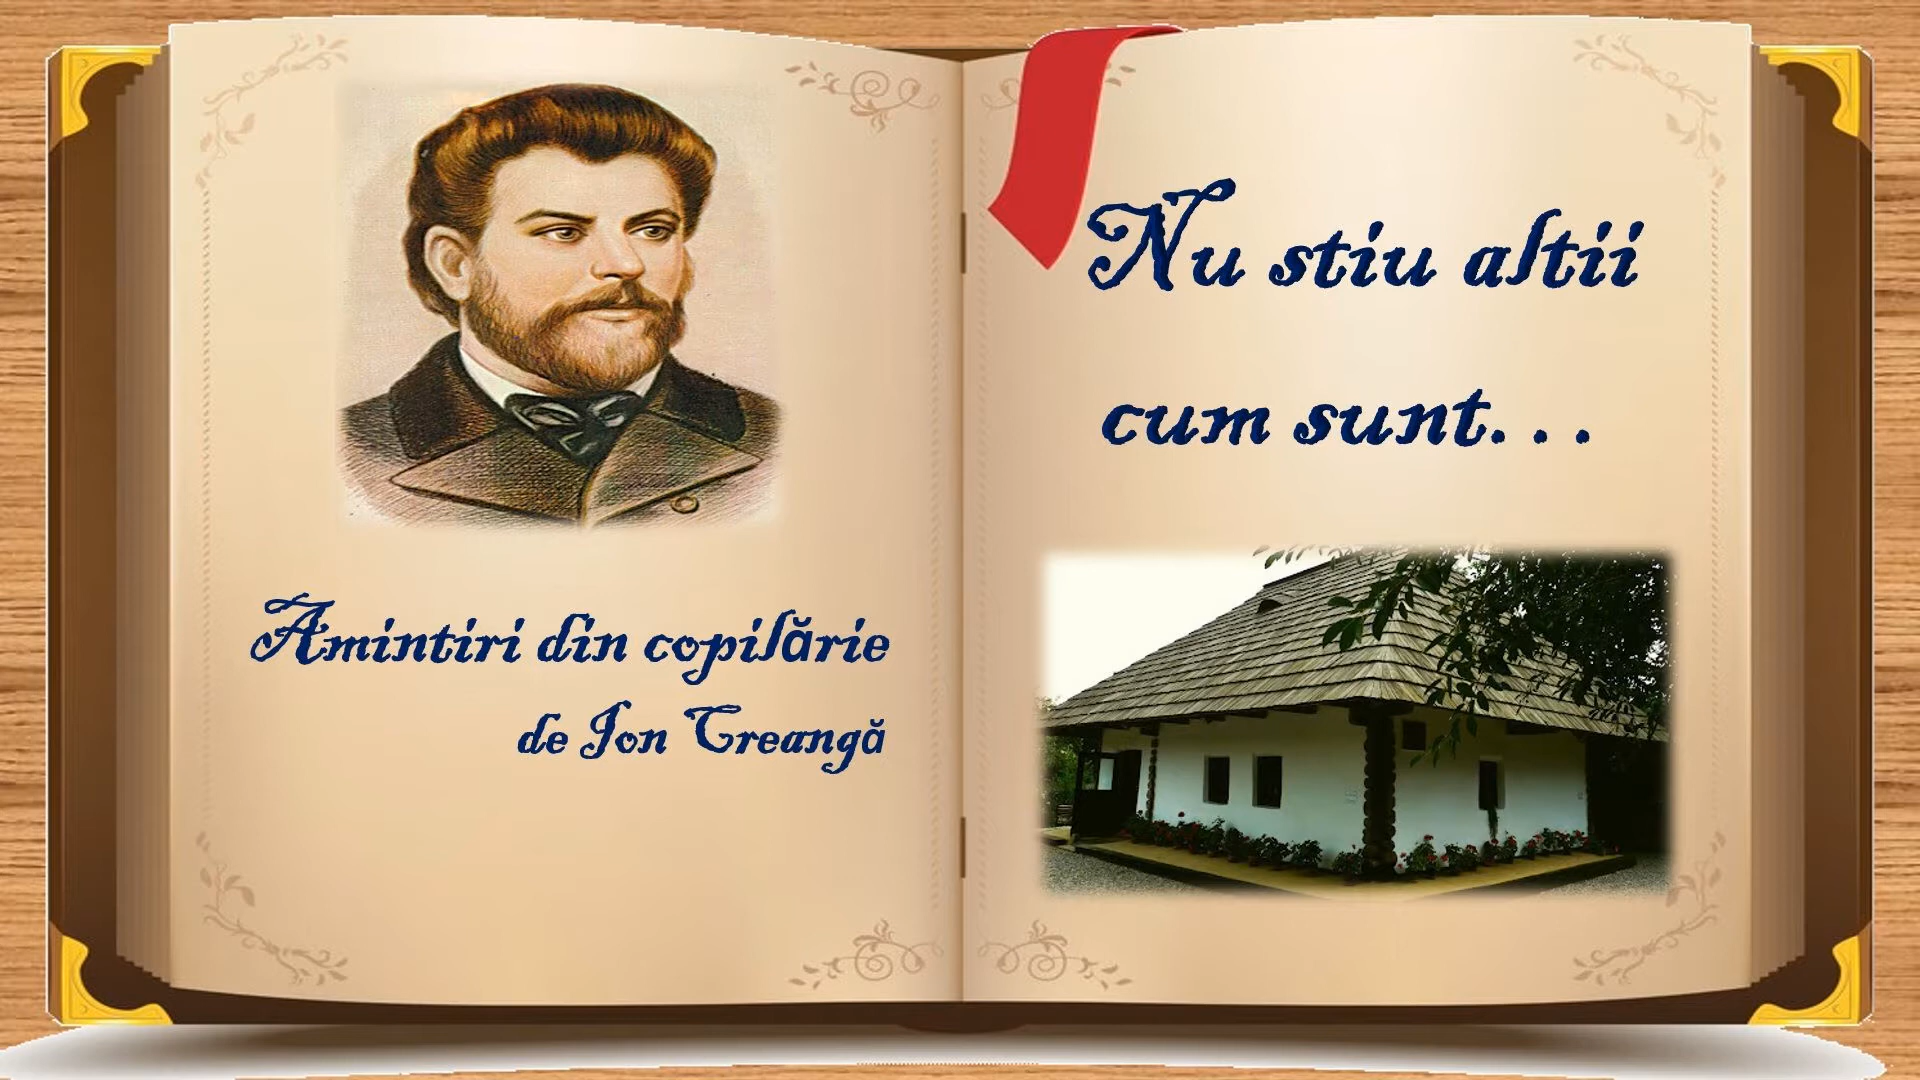 Amintiri din copilărie
de Ion Creangă
Nu stiu altii
cum sunt...